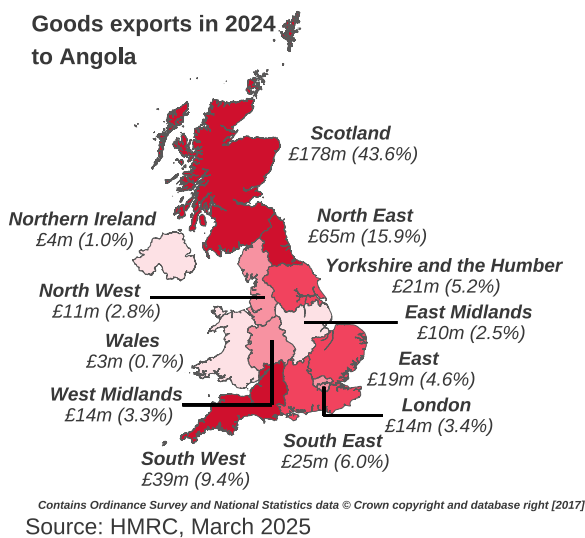 Goods exports in 2024
to Angola
Scotland
£178m (43.6%)
Northern Ireland
£4m (1.0%)
North East
£65m (15.9%)
Yorkshire and the Humber
£21m (5.2%)
North West
£11m (2.8%)
East Midlands
£10m (2.5%)
Wales
£3m (0.7%)
East
£19m (4.6%)
West Midlands
£14m (3.3%)
London
£14m (3.4%)
South East
£25m (6.0%)
South West
£39m (9.4%)
Contains Ordinance Survey and National Statistics data © Crown copyright and database right [2017]
Source: HMRC, March 2025